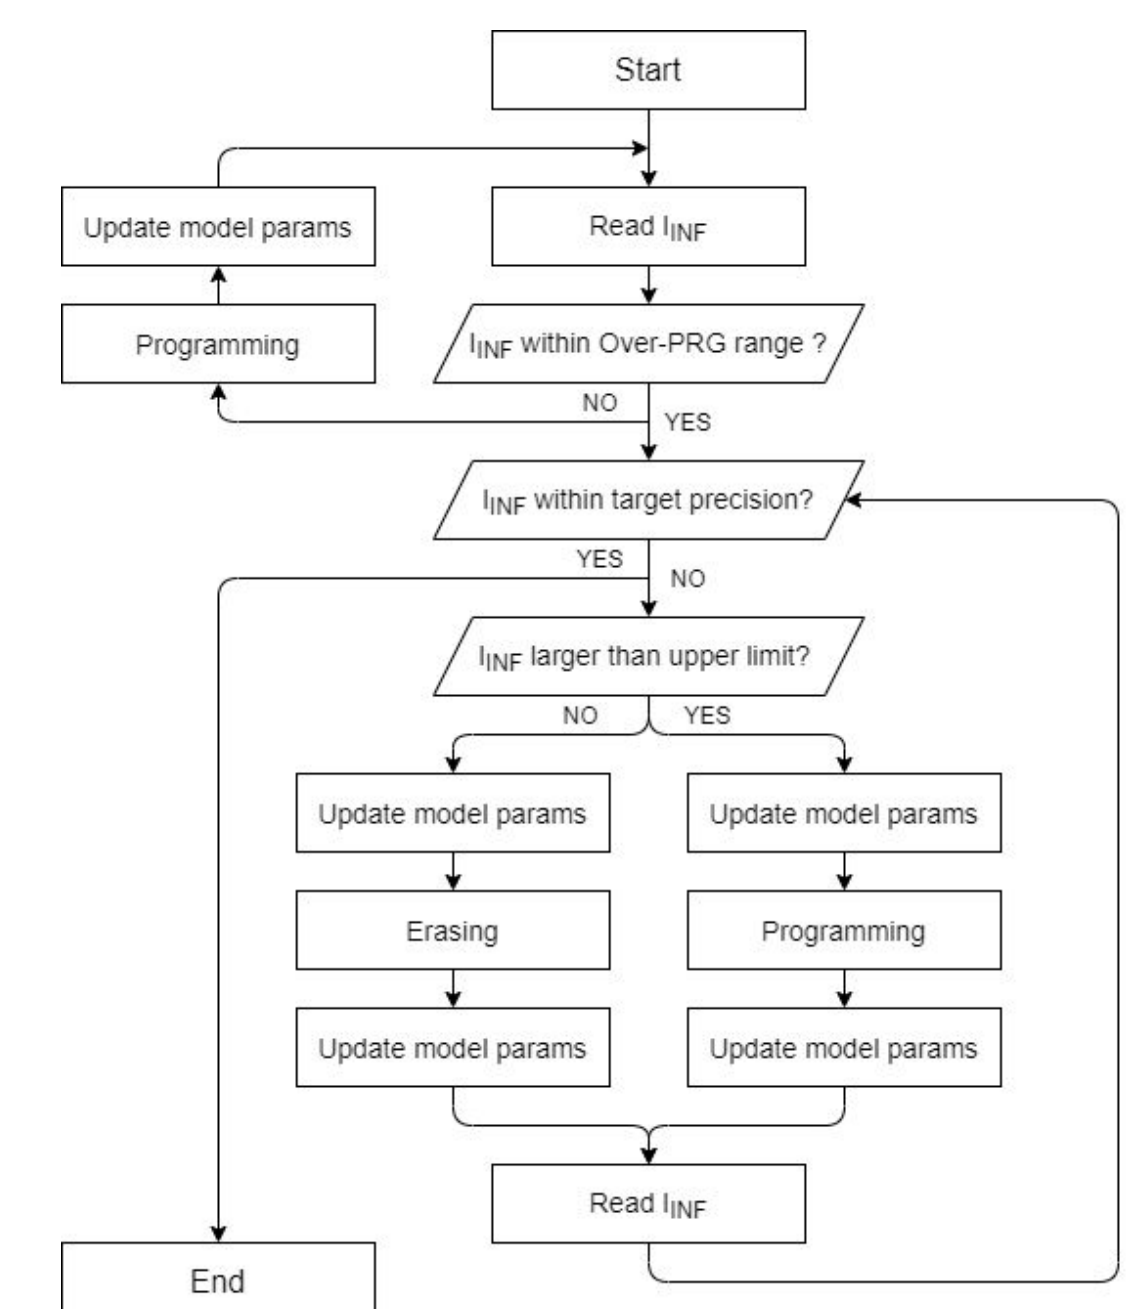 Start
Update model params
Read I_INF
Programming
I_INF within Over-PRG range ?
NO
YES
I_INF within target precision?
YES
NO
I_INF larger than upper limit?
NO
YES
Update model params
Update model params
Erasing
Programming
Update model params
Update model params
Read I_INF
End